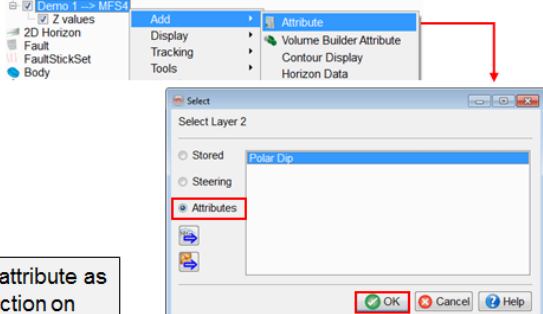 Demo 1 --> MFS4
Z values
2D Horizon
Fault
FaultStickSet
Body
Add
Display
Tracking
Tools
Attribute
Volume Builder Attribute
Contour Display
Horizon Data
Select
Select Layer 2
Stored
Steering
Attributes
Polar Dip
OK
Cancel
Help
attribute as
ction on